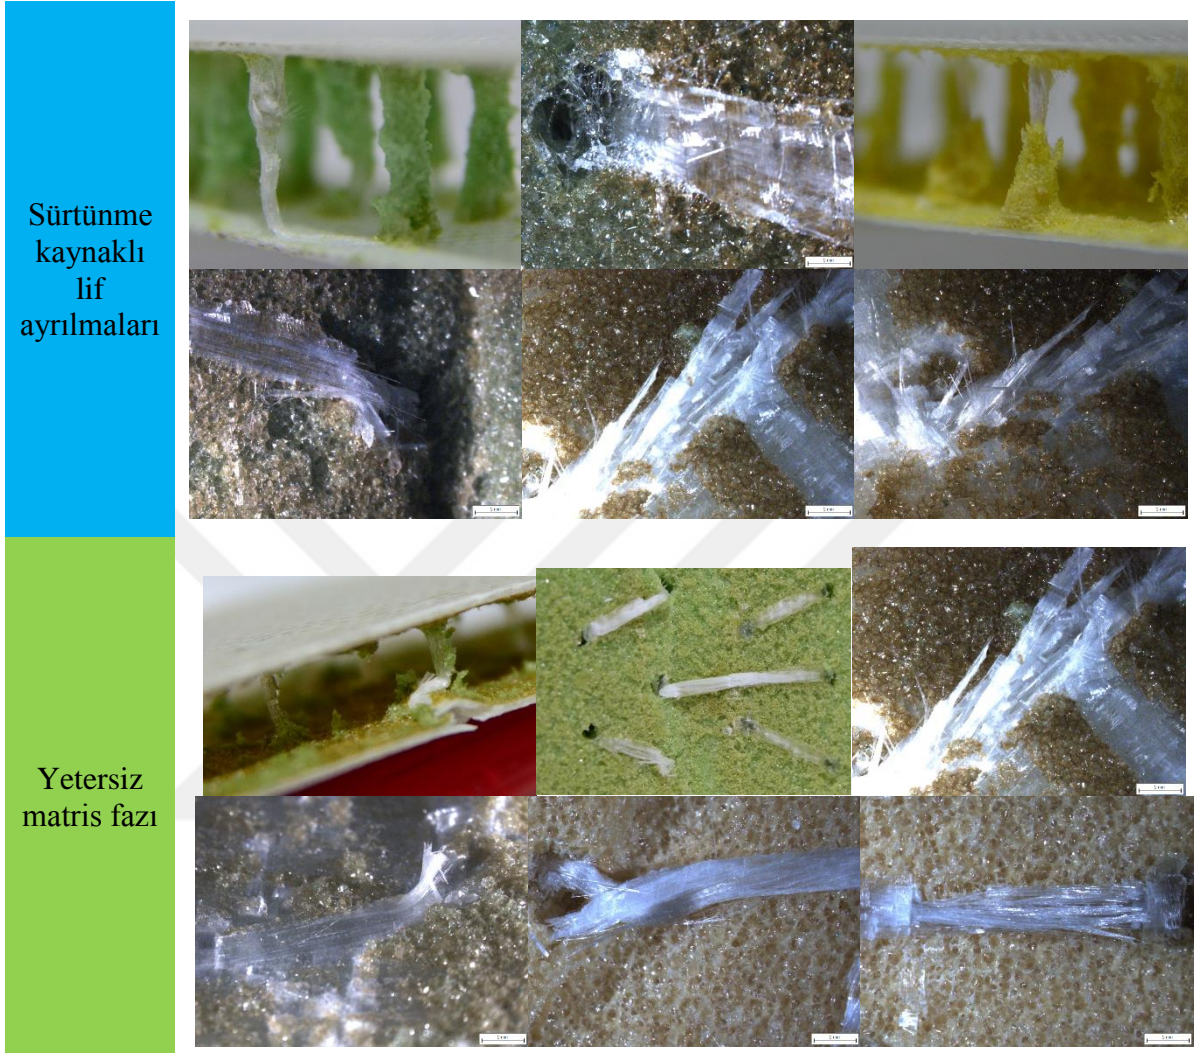 Sürtünme
kaynaklı
lif
ayrılmaları
Yetersiz
matris fazı